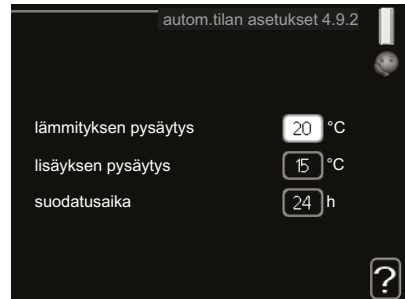 autom.tilan asetukset 4.9.2
lämmityksen pysäytys 20 °C
lisäyksen pysäytys 15 °C
suodatusaika 24 h
?